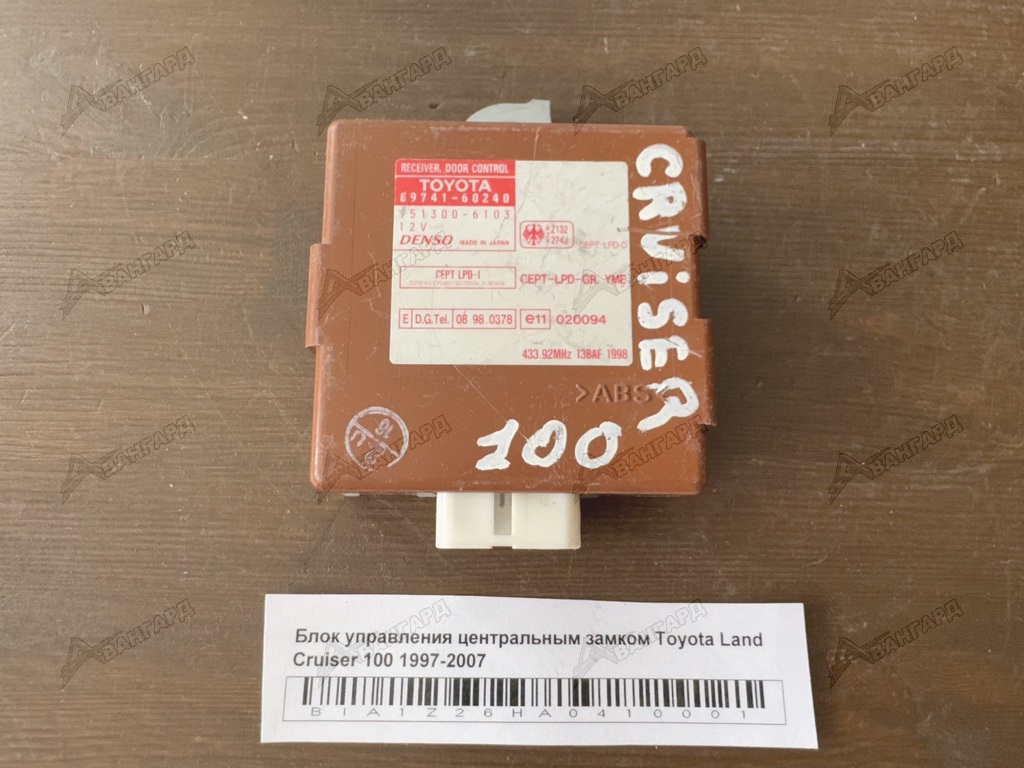 RECEIVER, DOOR CONTROL
TOYOTA
89741-60240
P51300-6103
12V
DENSO MADE IN JAPAN
CEPT LPD-D
CEPT LPD-I
CEPT-LPD-GR. YME
E D.G.Tel. 08 98 0378 e11 020094
433.92MHz 13BAF 1998
>ABS<
CRUiSER
100
Блок управления центральным замком Toyota Land
Cruiser 100 1997-2007
BIA1Z26HA0410001
АВАНГАРД